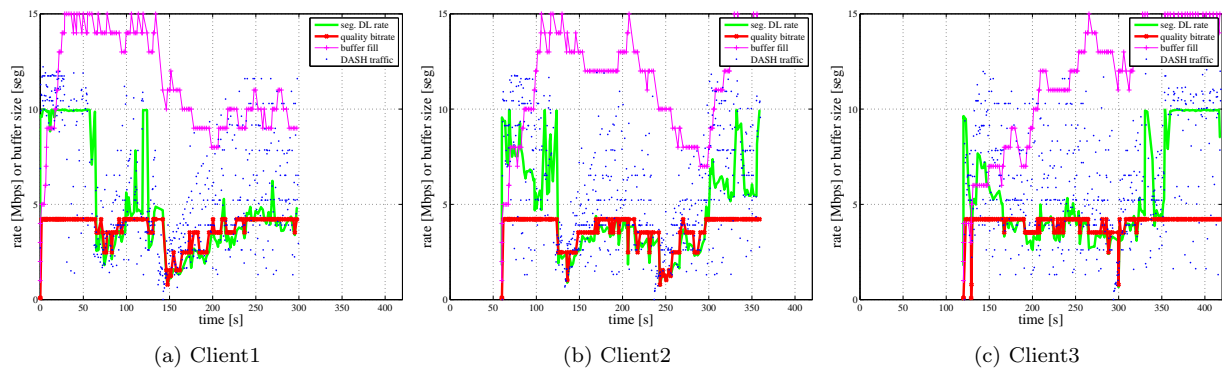 15
10
5
0
rate [Mbps] or buffer size [seg]
0 50 100 150 200 250 300 350 400
time [s]
seg. DL rate
quality bitrate
buffer fill
DASH traffic
(a) Client1
15
10
5
0
rate [Mbps] or buffer size [seg]
0 50 100 150 200 250 300 350 400
time [s]
seg. DL rate
quality bitrate
buffer fill
DASH traffic
(b) Client2
15
10
5
0
rate [Mbps] or buffer size [seg]
0 50 100 150 200 250 300 350 400
time [s]
seg. DL rate
quality bitrate
buffer fill
DASH traffic
(c) Client3